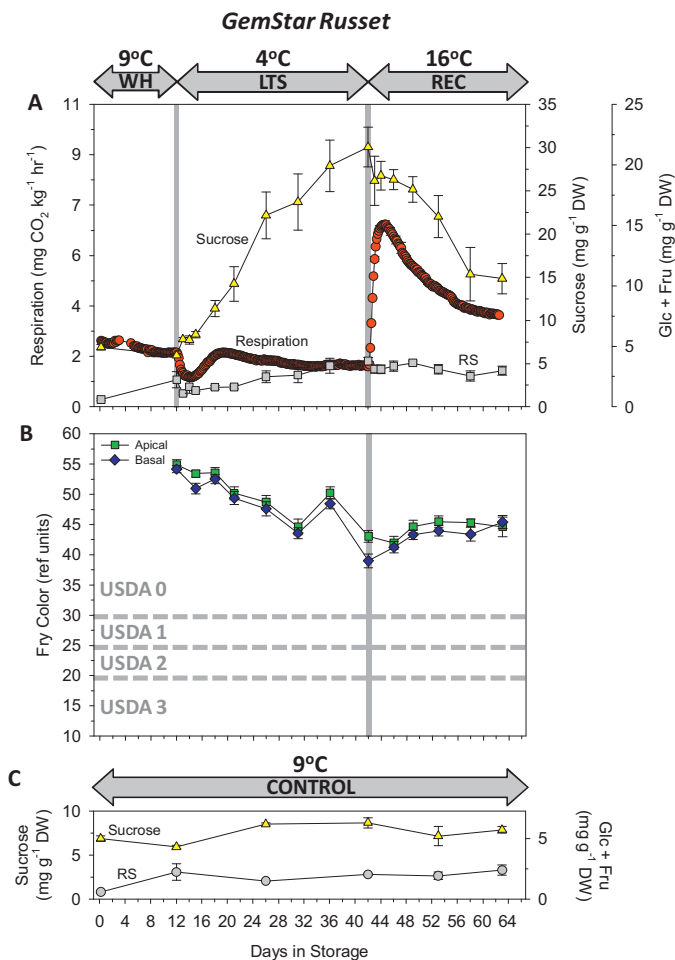 GemStar Russet
9°C 4°C 16°C
WH LTS REC
A
11
9
7
6
4
2
0
Respiration (mg CO2 kg-1 hr-1)
35
30
25
20
15
10
5
0
Sucrose (mg g-1 DW)
25
20
15
10
5
0
Glc + Fru (mg g-1 DW)
Sucrose
Respiration
RS
B
60
55
50
45
40
35
30
25
20
15
10
Fry Color (ref units)
Apical
Basal
USDA 0
USDA 1
USDA 2
USDA 3
9°C
CONTROL
C
10
5
0
Sucrose
(mg g-1 DW)
Sucrose
RS
5
0
Glc + Fru
(mg g-1 DW)
0 4 8 12 16 20 24 28 32 36 40 44 48 52 56 60 64
Days in Storage